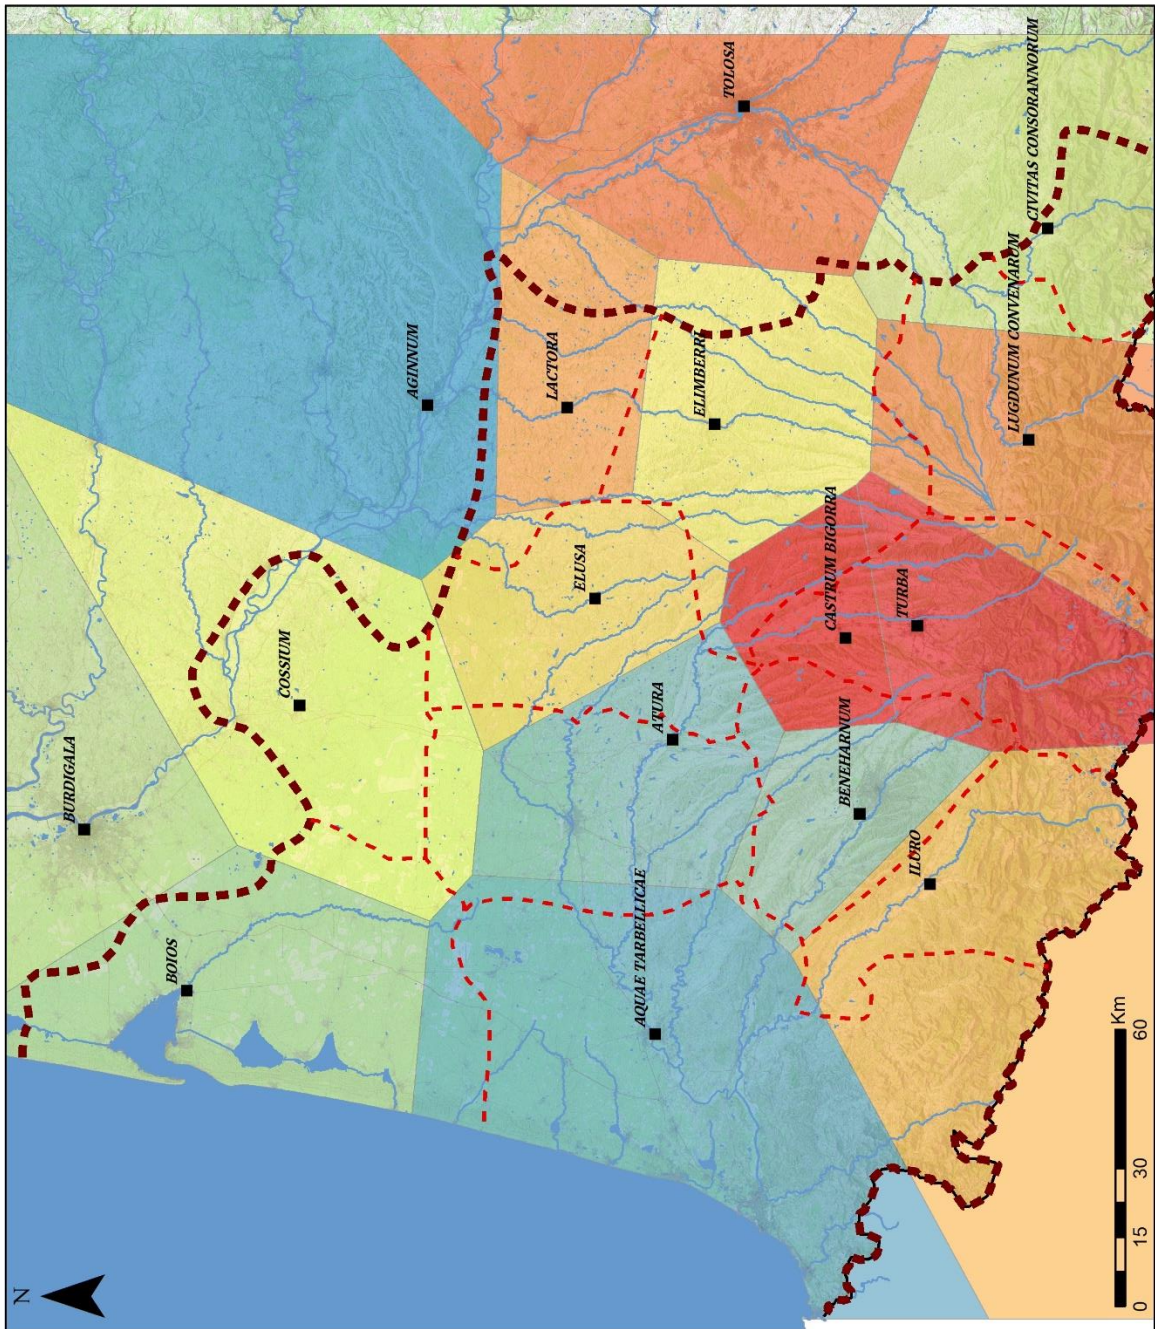 N
BURDIGALA
BOIOS
COSSIUM
AGINNUM
LACTORA
ELUSA
AQUAE TARBELLICAE
ATURA
ELIMBERRI
TOLOSA
CASTRUM BIGORRA
BENEHARNUM
TURBA
ILURO
LUGDUNUM CONVENARUM
CIVITAS CONSORANNORUM
0 15 30 60 Km